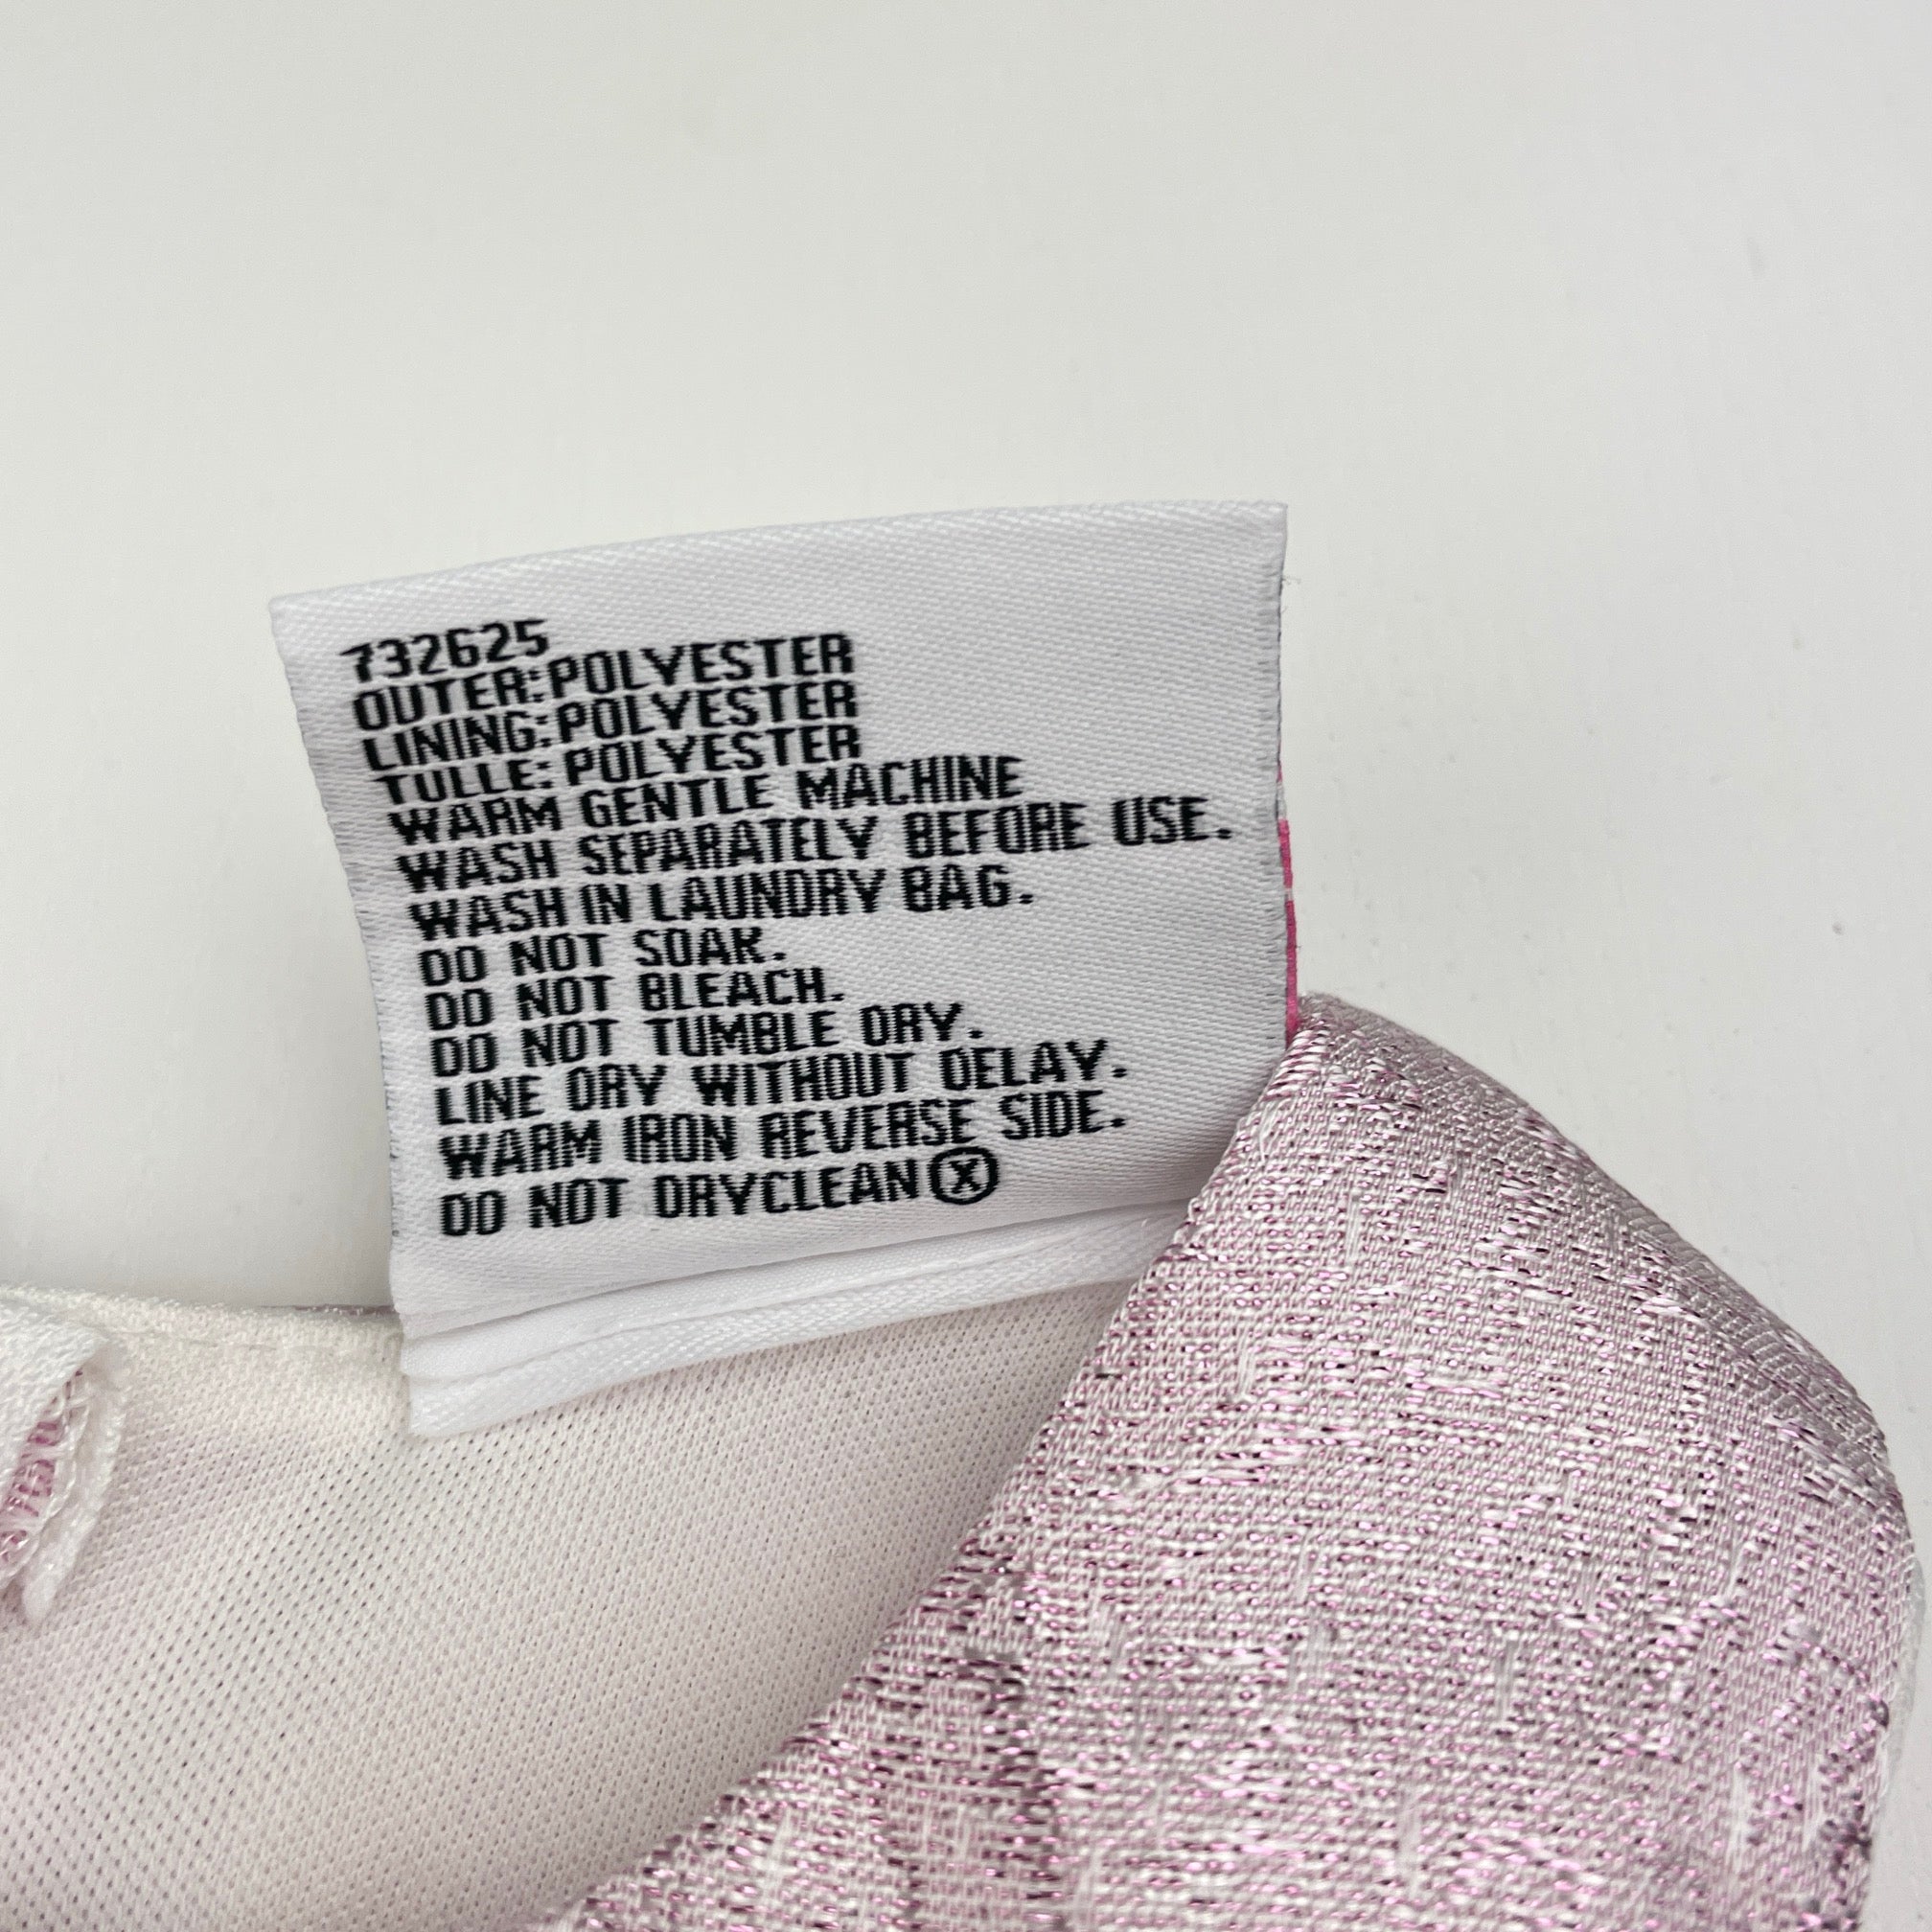 732625
OUTER:POLYESTER
LINING:POLYESTER
TULLE:POLYESTER
WARM GENTLE MACHINE
WASH SEPARATELY BEFORE USE.
WASH IN LAUNDRY BAG.
DO NOT SOAK.
DO NOT BLEACH.
DO NOT TUMBLE DRY.
LINE DRY WITHOUT DELAY.
WARM IRON REVERSE SIDE.
DO NOT DRYCLEAN Ⓧ